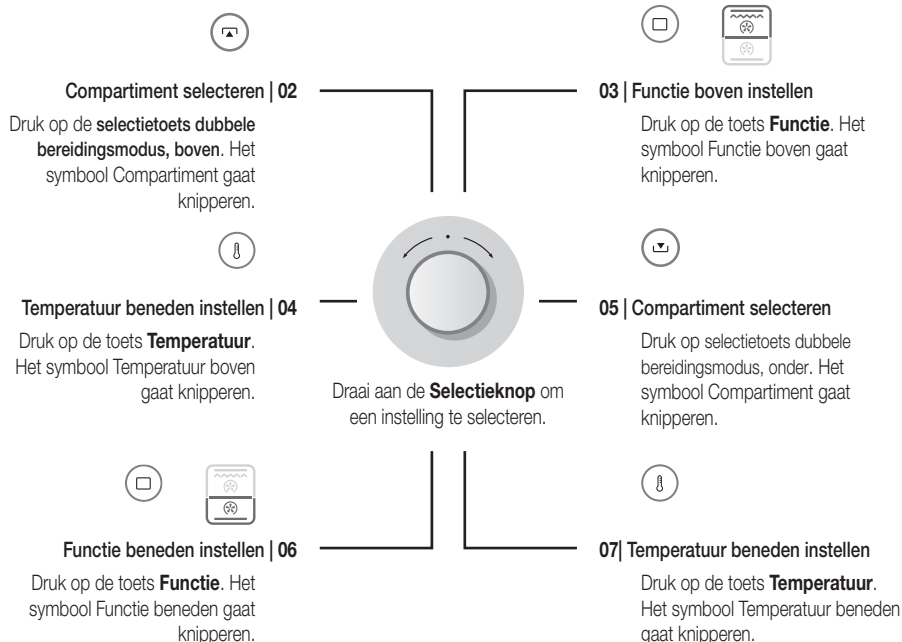 Compartiment selecteren | 02
Druk op de selectietoets dubbele
bereidingsmodus, boven. Het
symbool Compartiment gaat
knipperen.
03 | Functie boven instellen
Druk op de toets Functie. Het
symbool Functie boven gaat
knipperen.
Temperatuur beneden instellen | 04
Druk op de toets Temperatuur.
Het symbool Temperatuur boven
gaat knipperen.
Draai aan de Selectieknop om
een instelling te selecteren.
05 | Compartiment selecteren
Druk op selectietoets dubbele
bereidingsmodus, onder. Het
symbool Compartiment gaat
knipperen.
Functie beneden instellen | 06
Druk op de toets Functie. Het
symbool Functie beneden gaat
knipperen.
07| Temperatuur beneden instellen
Druk op de toets Temperatuur.
Het symbool Temperatuur beneden
gaat knipperen.